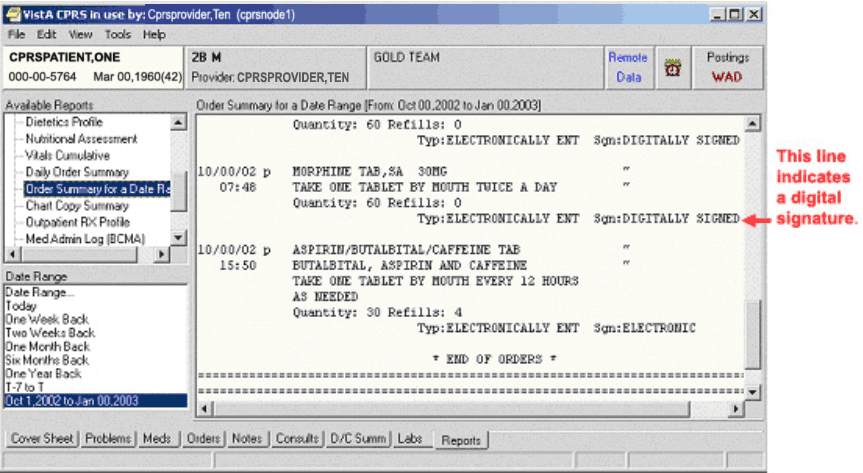 VistA CPRS in use by: Cprsprovider,Ten (cprsnode1)
File Edit View Tools Help
CPRSPATIENT,ONE
000-00-5764 Mar 00,1960(42)
2B M
Provider: CPRSPROVIDER,TEN
GOLD TEAM
Remote
Data
Postings
WAD
Available Reports
Dietetics Profile
Nutritional Assessment
Vitals Cumulative
Daily Order Summary
Order Summary for a Date Ra
Chart Copy Summary
Outpatient RX Profile
Med Admin Log (BCMA)
Date Range
Date Range...
Today
One Week Back
Two Weeks Back
One Month Back
Six Months Back
One Year Back
T-7 to T
Oct 1,2002 to Jan 00,2003
Order Summary for a Date Range [From: Oct 00,2002 to Jan 00,2003]
Quantity: 60 Refills: 0
Typ:ELECTRONICALLY ENT Sgn:DIGITALLY SIGNED
10/00/02 p MORPHINE TAB,SA 30MG "
07:48 TAKE ONE TABLET BY MOUTH TWICE A DAY "
Quantity: 60 Refills: 0
Typ:ELECTRONICALLY ENT Sgn:DIGITALLY SIGNED
10/00/02 p ASPIRIN/BUTALBITAL/CAFFEINE TAB "
15:50 BUTALBITAL, ASPIRIN AND CAFFEINE "
TAKE ONE TABLET BY MOUTH EVERY 12 HOURS
AS NEEDED
Quantity: 30 Refills: 4
Typ:ELECTRONICALLY ENT Sgn:ELECTRONIC
* END OF ORDERS *
This line
indicates
a digital
signature.
Cover Sheet Problems Meds Orders Notes Consults D/C Summ Labs Reports